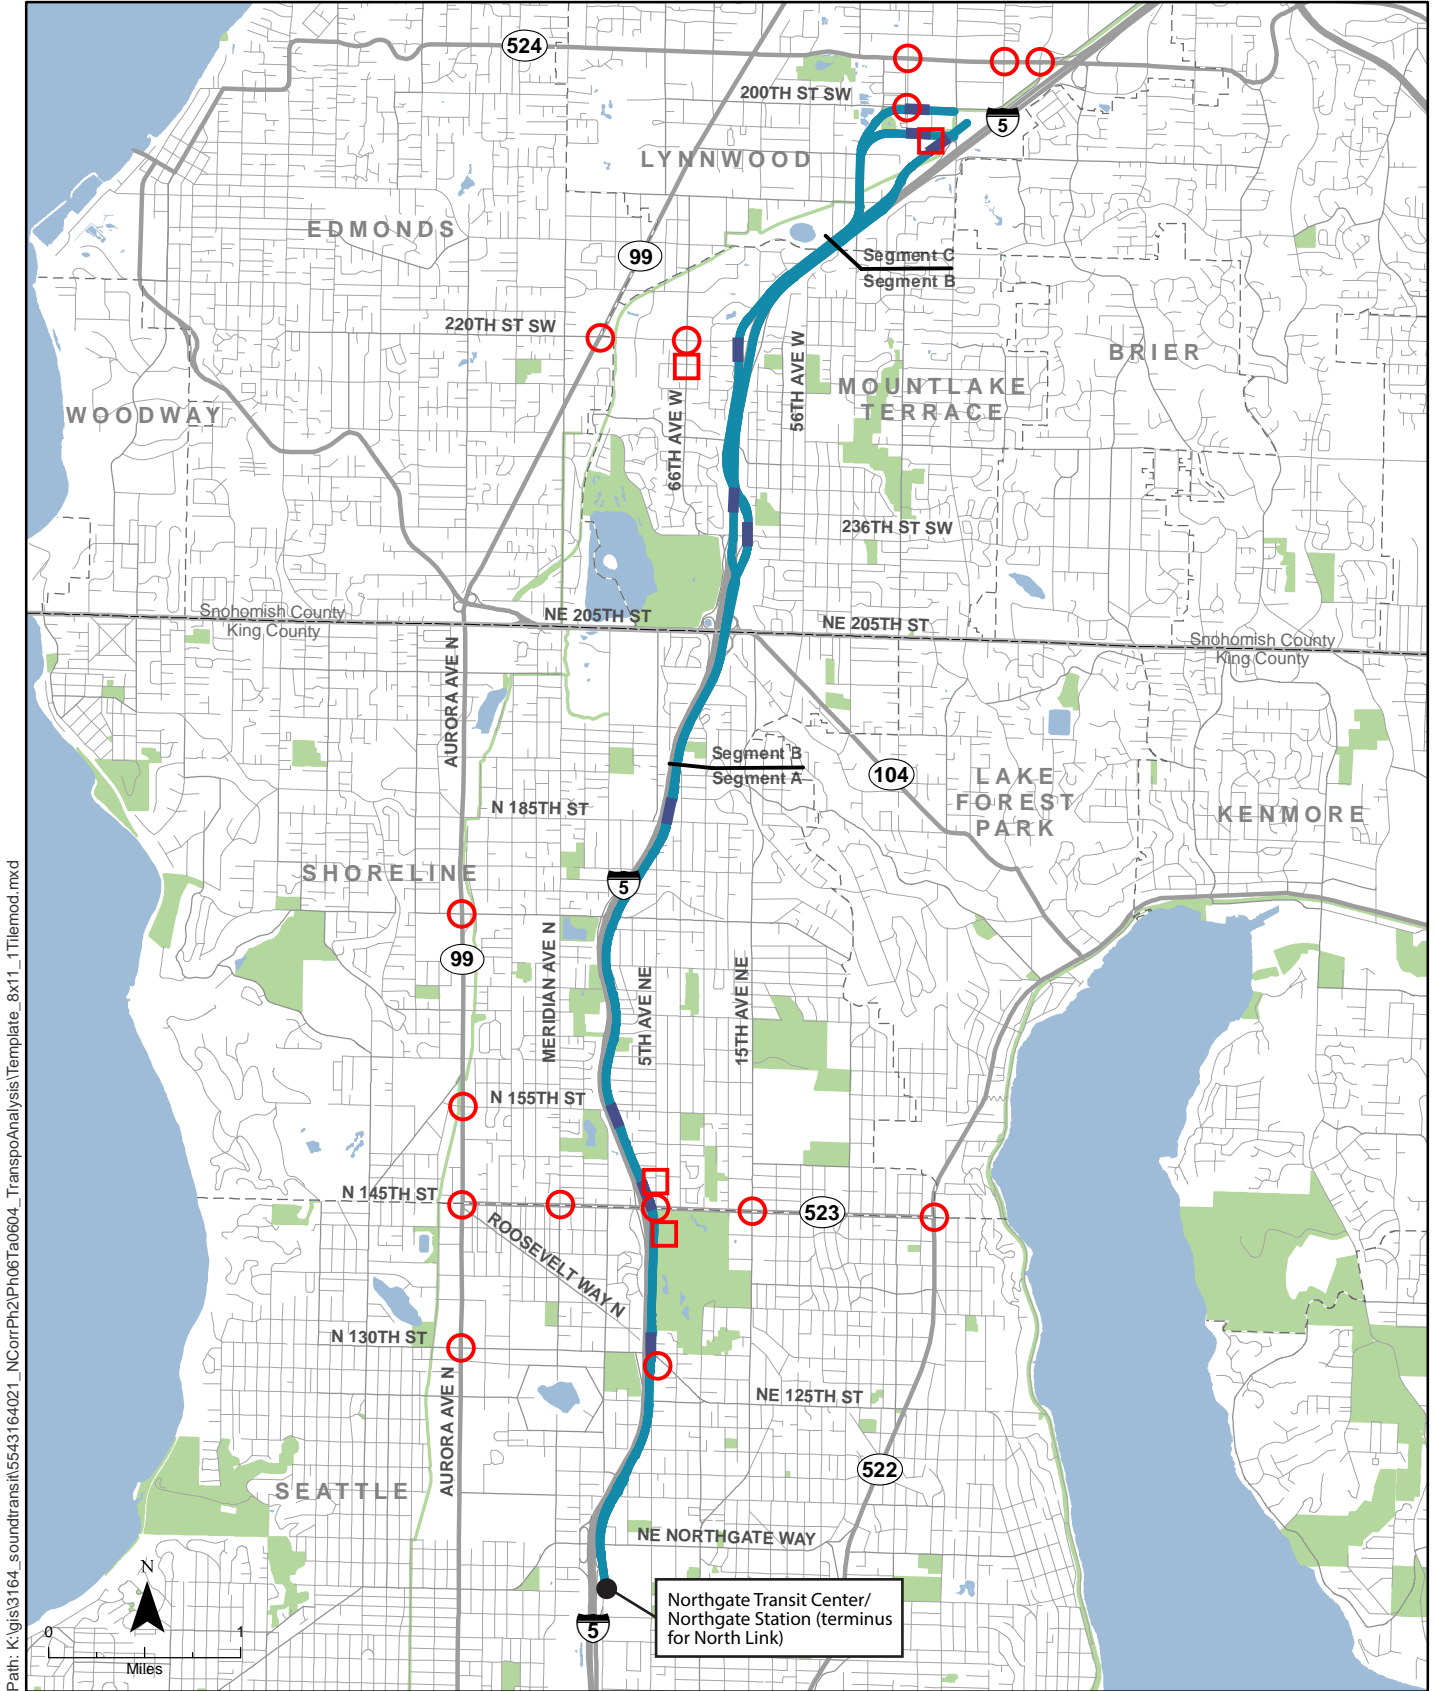 524
200TH ST SW
5
LYNNWOOD
EDMONDS
99
Segment C
Segment B
220TH ST SW
56TH AVE W
BRIER
MOUNTLAKE
TERRACE
WOODWAY
66TH AVE W
236TH ST SW
Snohomish County
King County
NE 205TH ST
NE 205TH ST
Snohomish County
King County
AURORA AVE N
Segment B
Segment A
104
LAKE
FOREST
PARK
KENMORE
N 185TH ST
SHORELINE
5
99
MERIDIAN AVE N
5TH AVE NE
15TH AVE NE
N 155TH ST
N 145TH ST
523
ROOSEVELT WAY N
N 130TH ST
AURORA AVE N
NE 125TH ST
522
SEATTLE
NE NORTHGATE WAY
N
0 1
Miles
Northgate Transit Center/
Northgate Station (terminus
for North Link)
5
Path: K:\gis\3164_soundtransit\5543164021_NCorrPh2\Ph06Ta0604_TranspoAnalysis\Template_8x11_1Tilemod.mxd